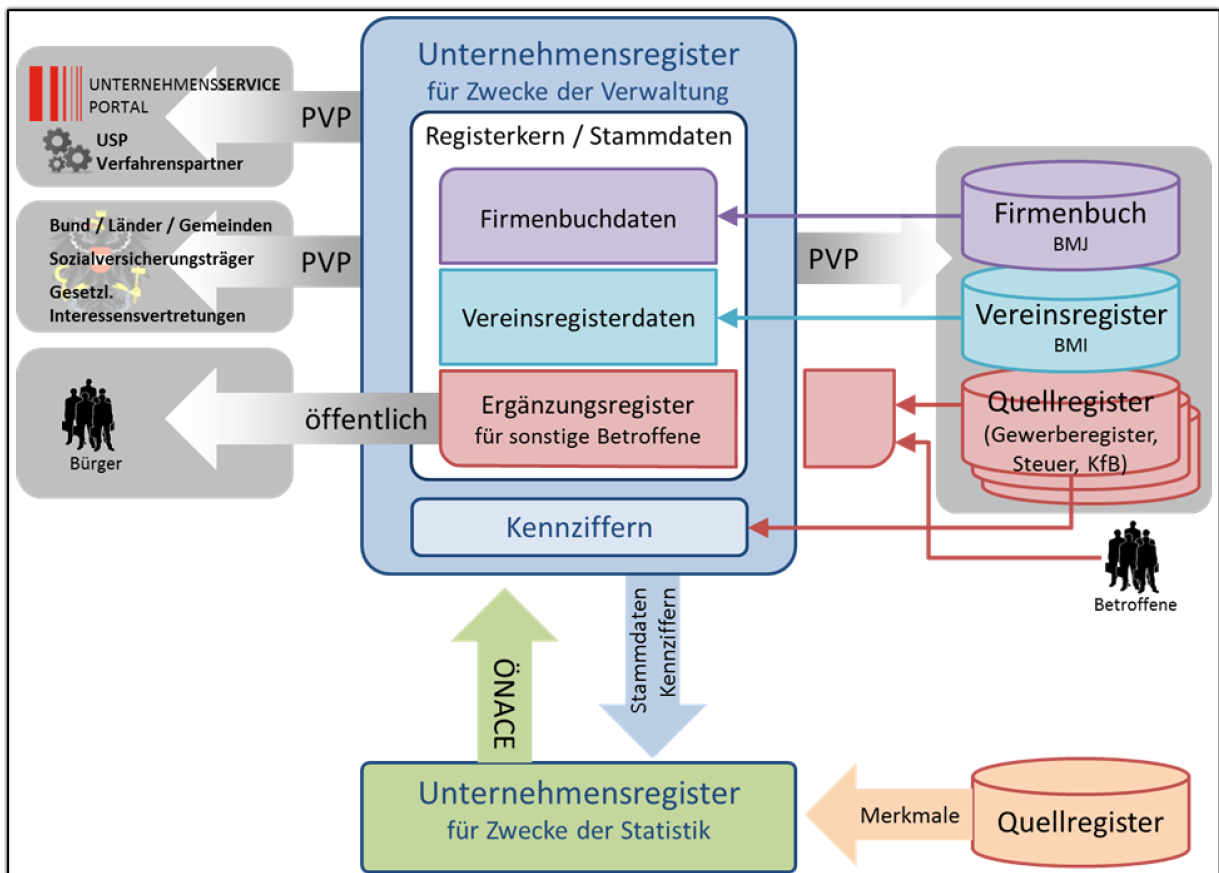 Unternehmensregister
für Zwecke der Verwaltung
UNTERNEHMENSSERVICE
PORTAL
USP
Verfahrenspartner
PVP
Registerkern / Stammdaten
Firmenbuchdaten
Bund / Länder / Gemeinden
Sozialversicherungsträger
Gesetzl.
Interessensvertretungen
PVP
Vereinsregisterdaten
PVP
Firmenbuch
BMJ
Vereinsregister
BMI
Bürger
öffentlich
Ergänzungsregister
für sonstige Betroffene
Quellregister
(Gewerberegister,
Steuer, KfB)
Kennziffern
Betroffene
ÖNACE
Stammdaten
Kennziffern
Unternehmensregister
für Zwecke der Statistik
Merkmale
Quellregister